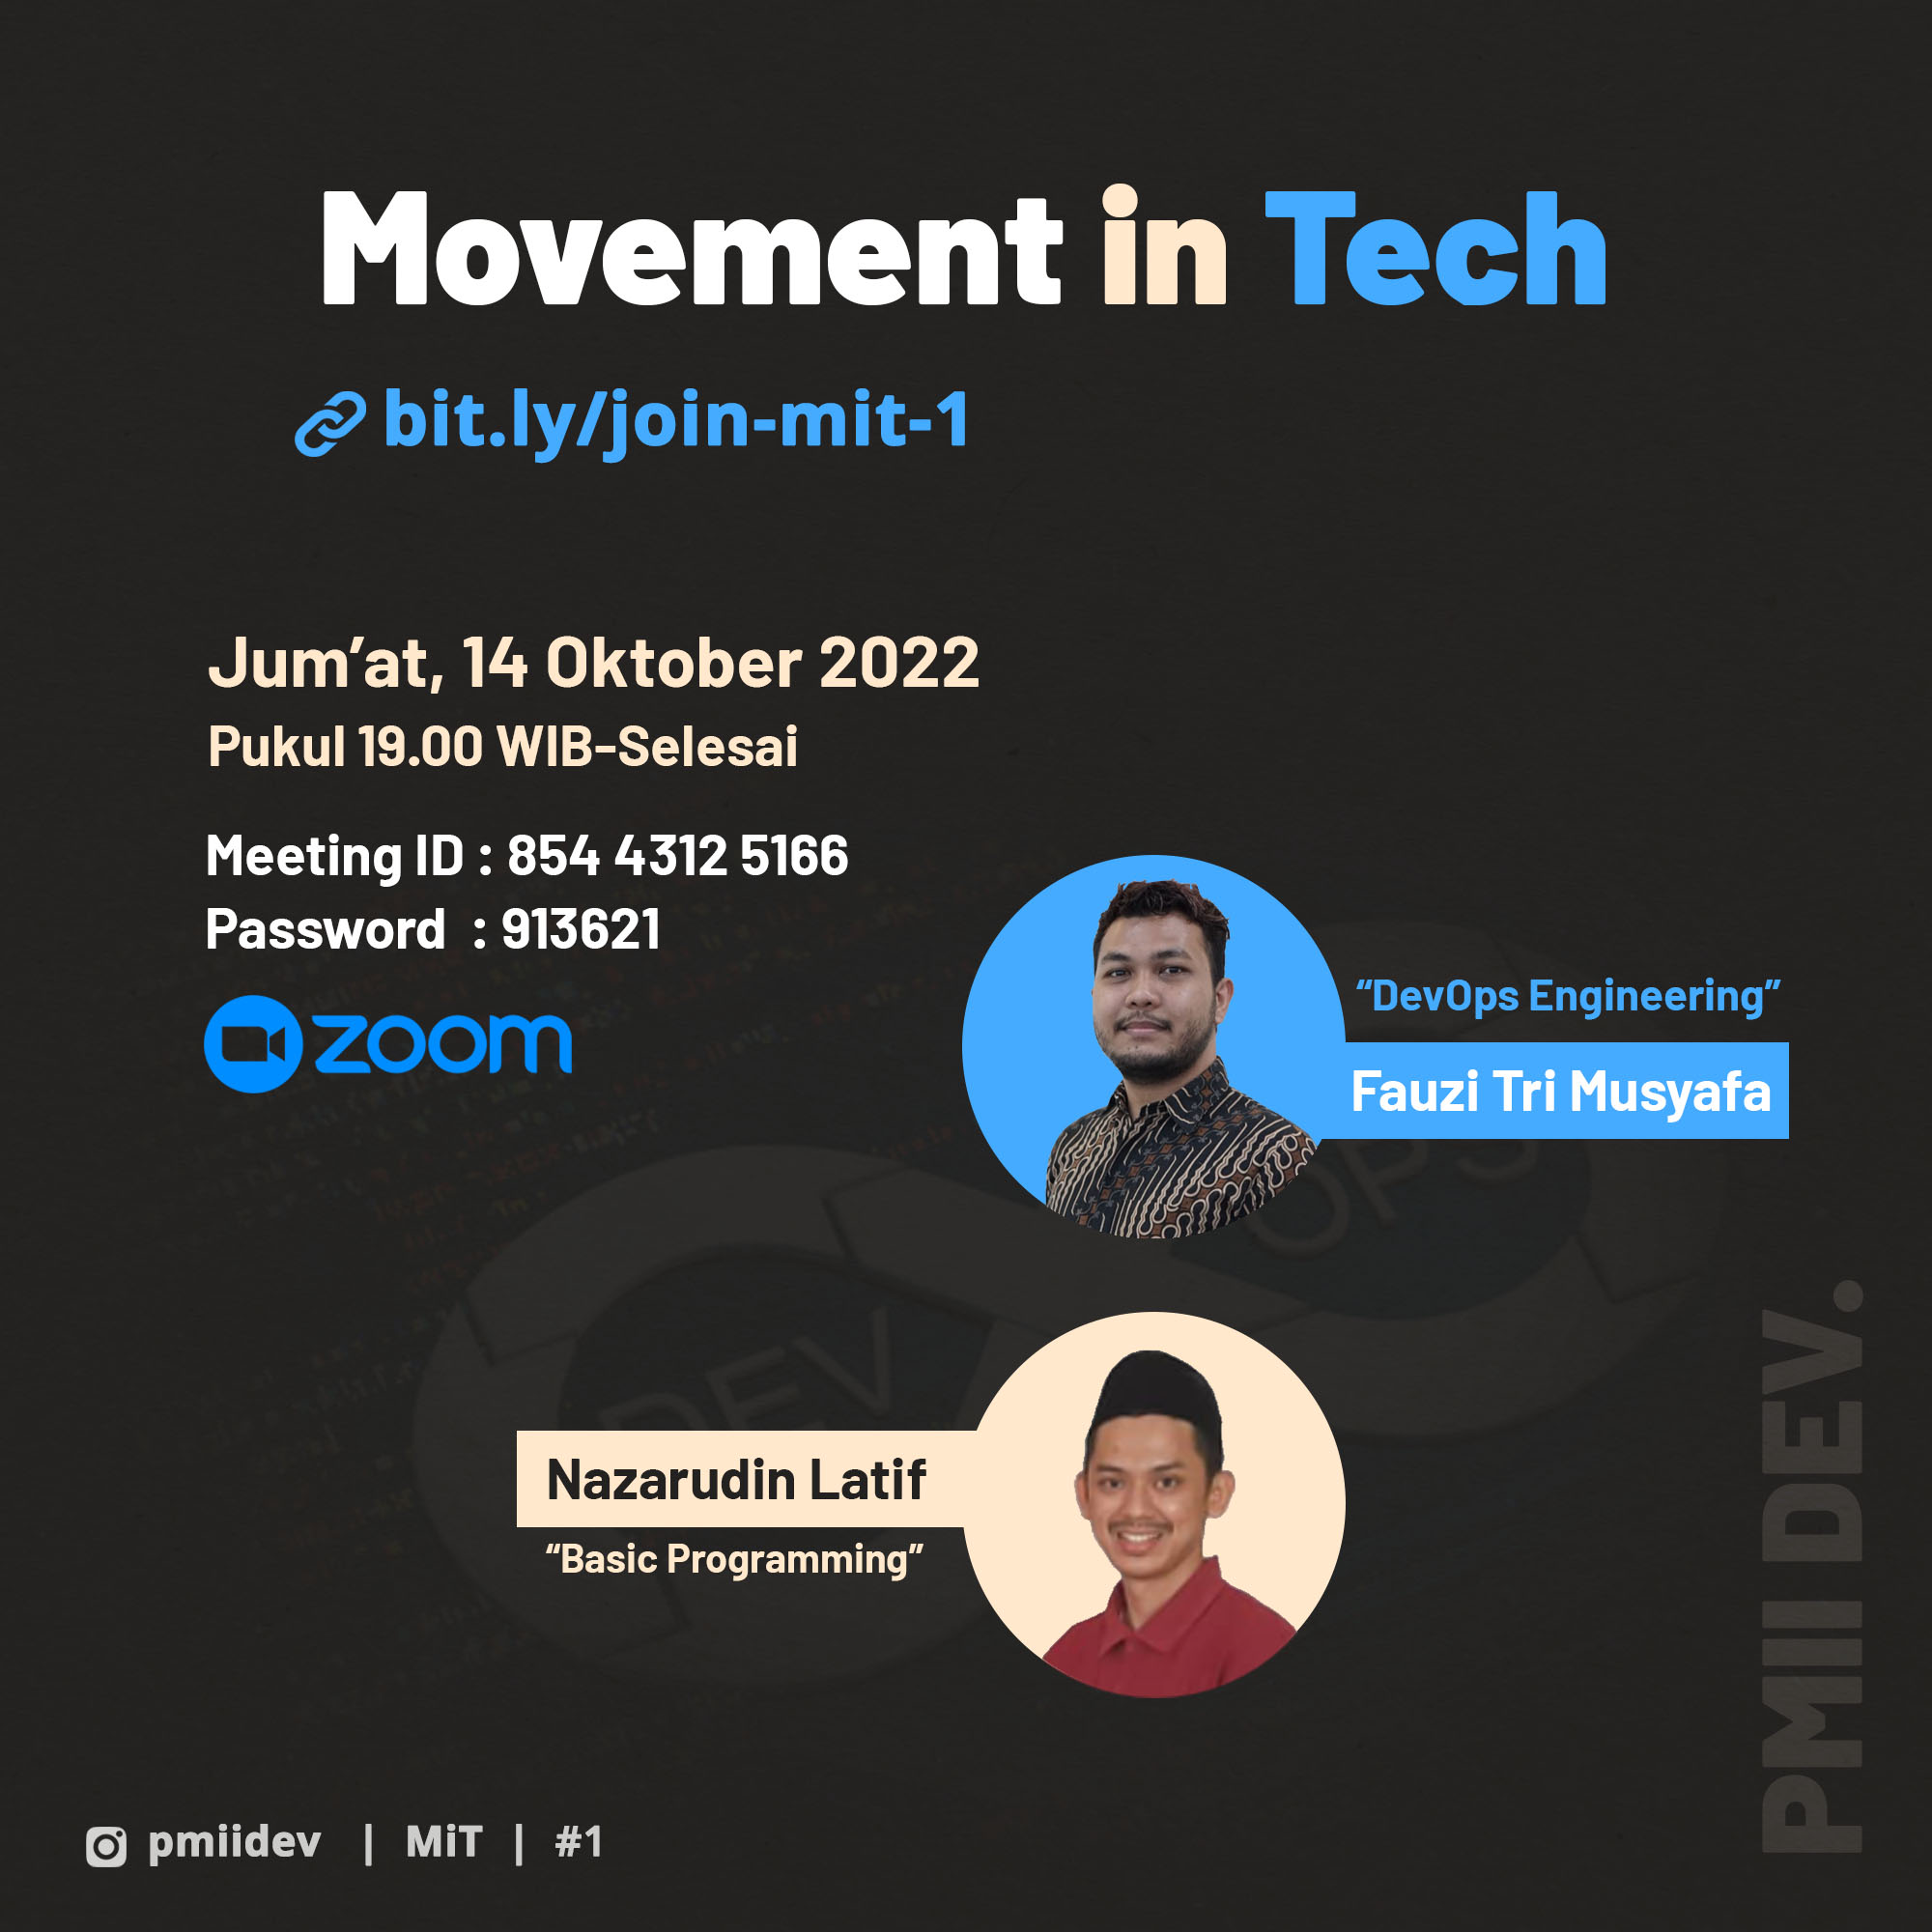 Movement in Tech
bit.ly/join-mit-1
Jum’at, 14 Oktober 2022
Pukul 19.00 WIB-Selesai
Meeting ID : 854 4312 5166
Password : 913621
zoom
“DevOps Engineering”
Fauzi Tri Musyafa
OPS
DEV
Nazarudin Latif
“Basic Programming”
PMII DEV.
pmiidev | MiT | #1